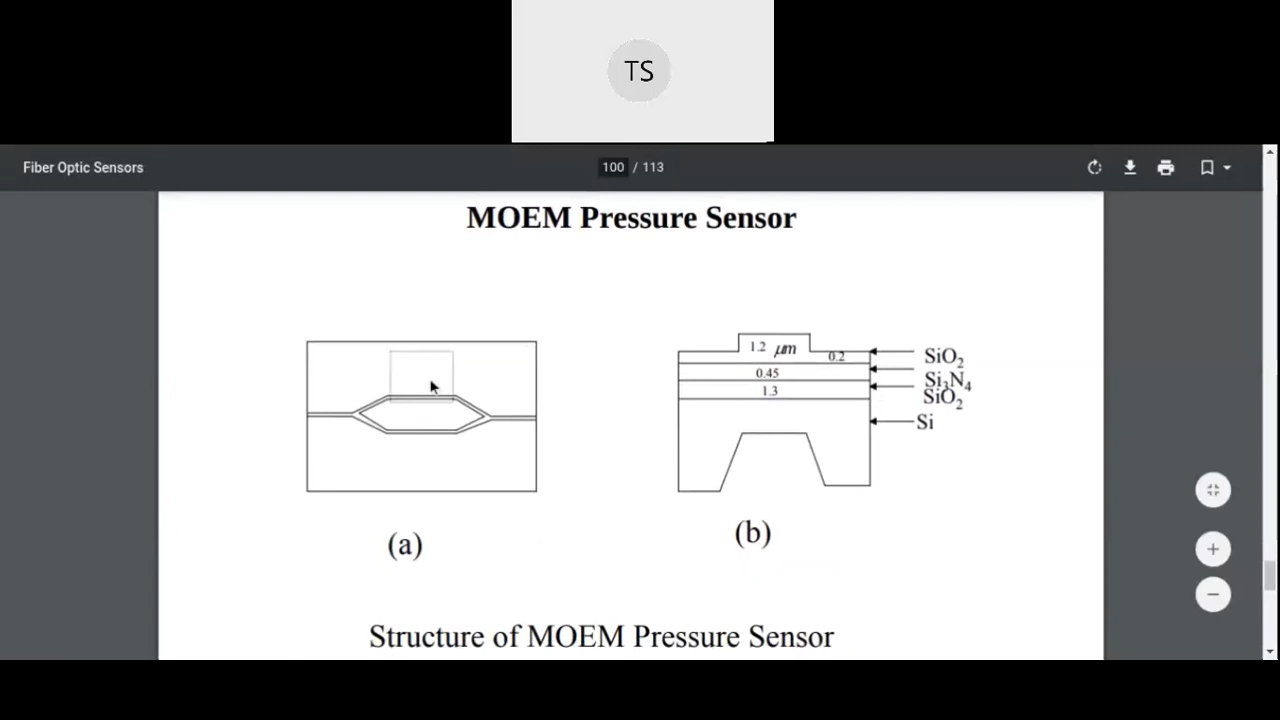 TS
Fiber Optic Sensors
100 / 113
MOEM Pressure Sensor
1.2 μm
0.2
0.45
1.3
SiO₂
Si₃N₄
SiO₂
Si
(a)
(b)
Structure of MOEM Pressure Sensor